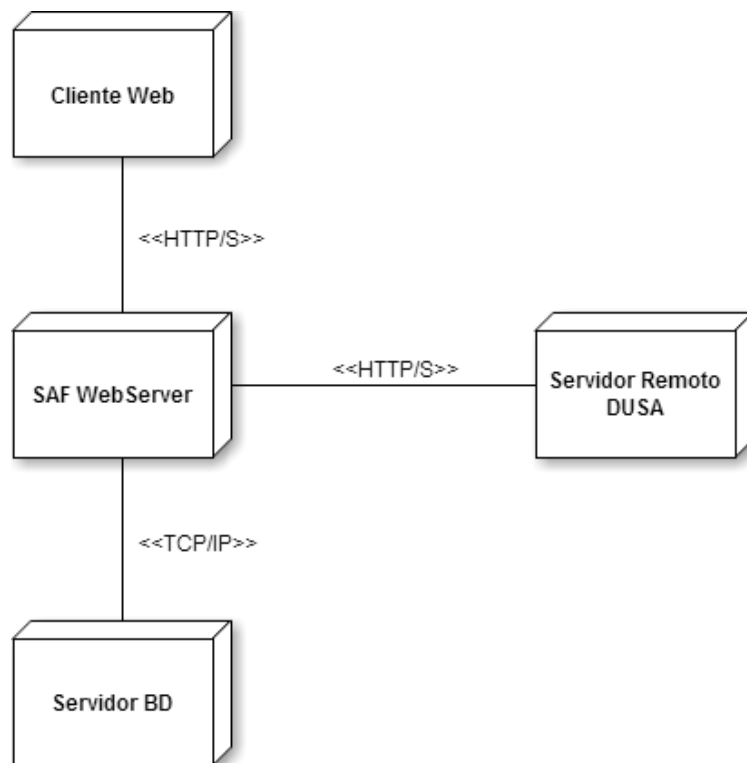 Cliente Web
<<HTTP/S>>
SAF WebServer
<<HTTP/S>>
Servidor Remoto
DUSA
<<TCP/IP>>
Servidor BD